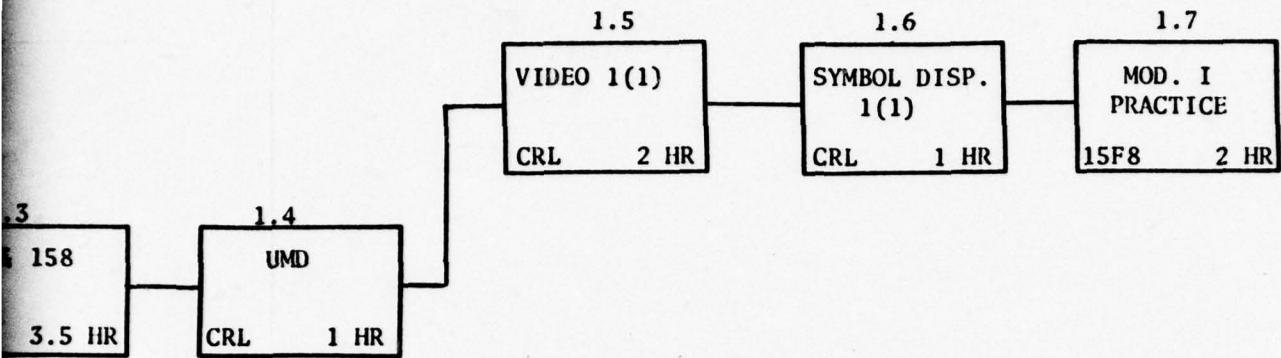 1.5 1.6 1.7
VIDEO 1(1)
CRL 2 HR
SYMBOL DISP.
1(1)
CRL 1 HR
MOD. I
PRACTICE
15F8 2 HR
.3
158
3.5 HR
1.4
UMD
CRL 1 HR